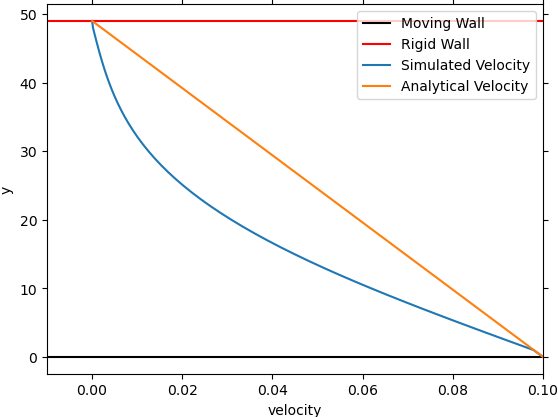 50
40
30
20
10
0
y
Moving Wall
Rigid Wall
Simulated Velocity
Analytical Velocity
0.00 0.02 0.04 0.06 0.08 0.10
velocity